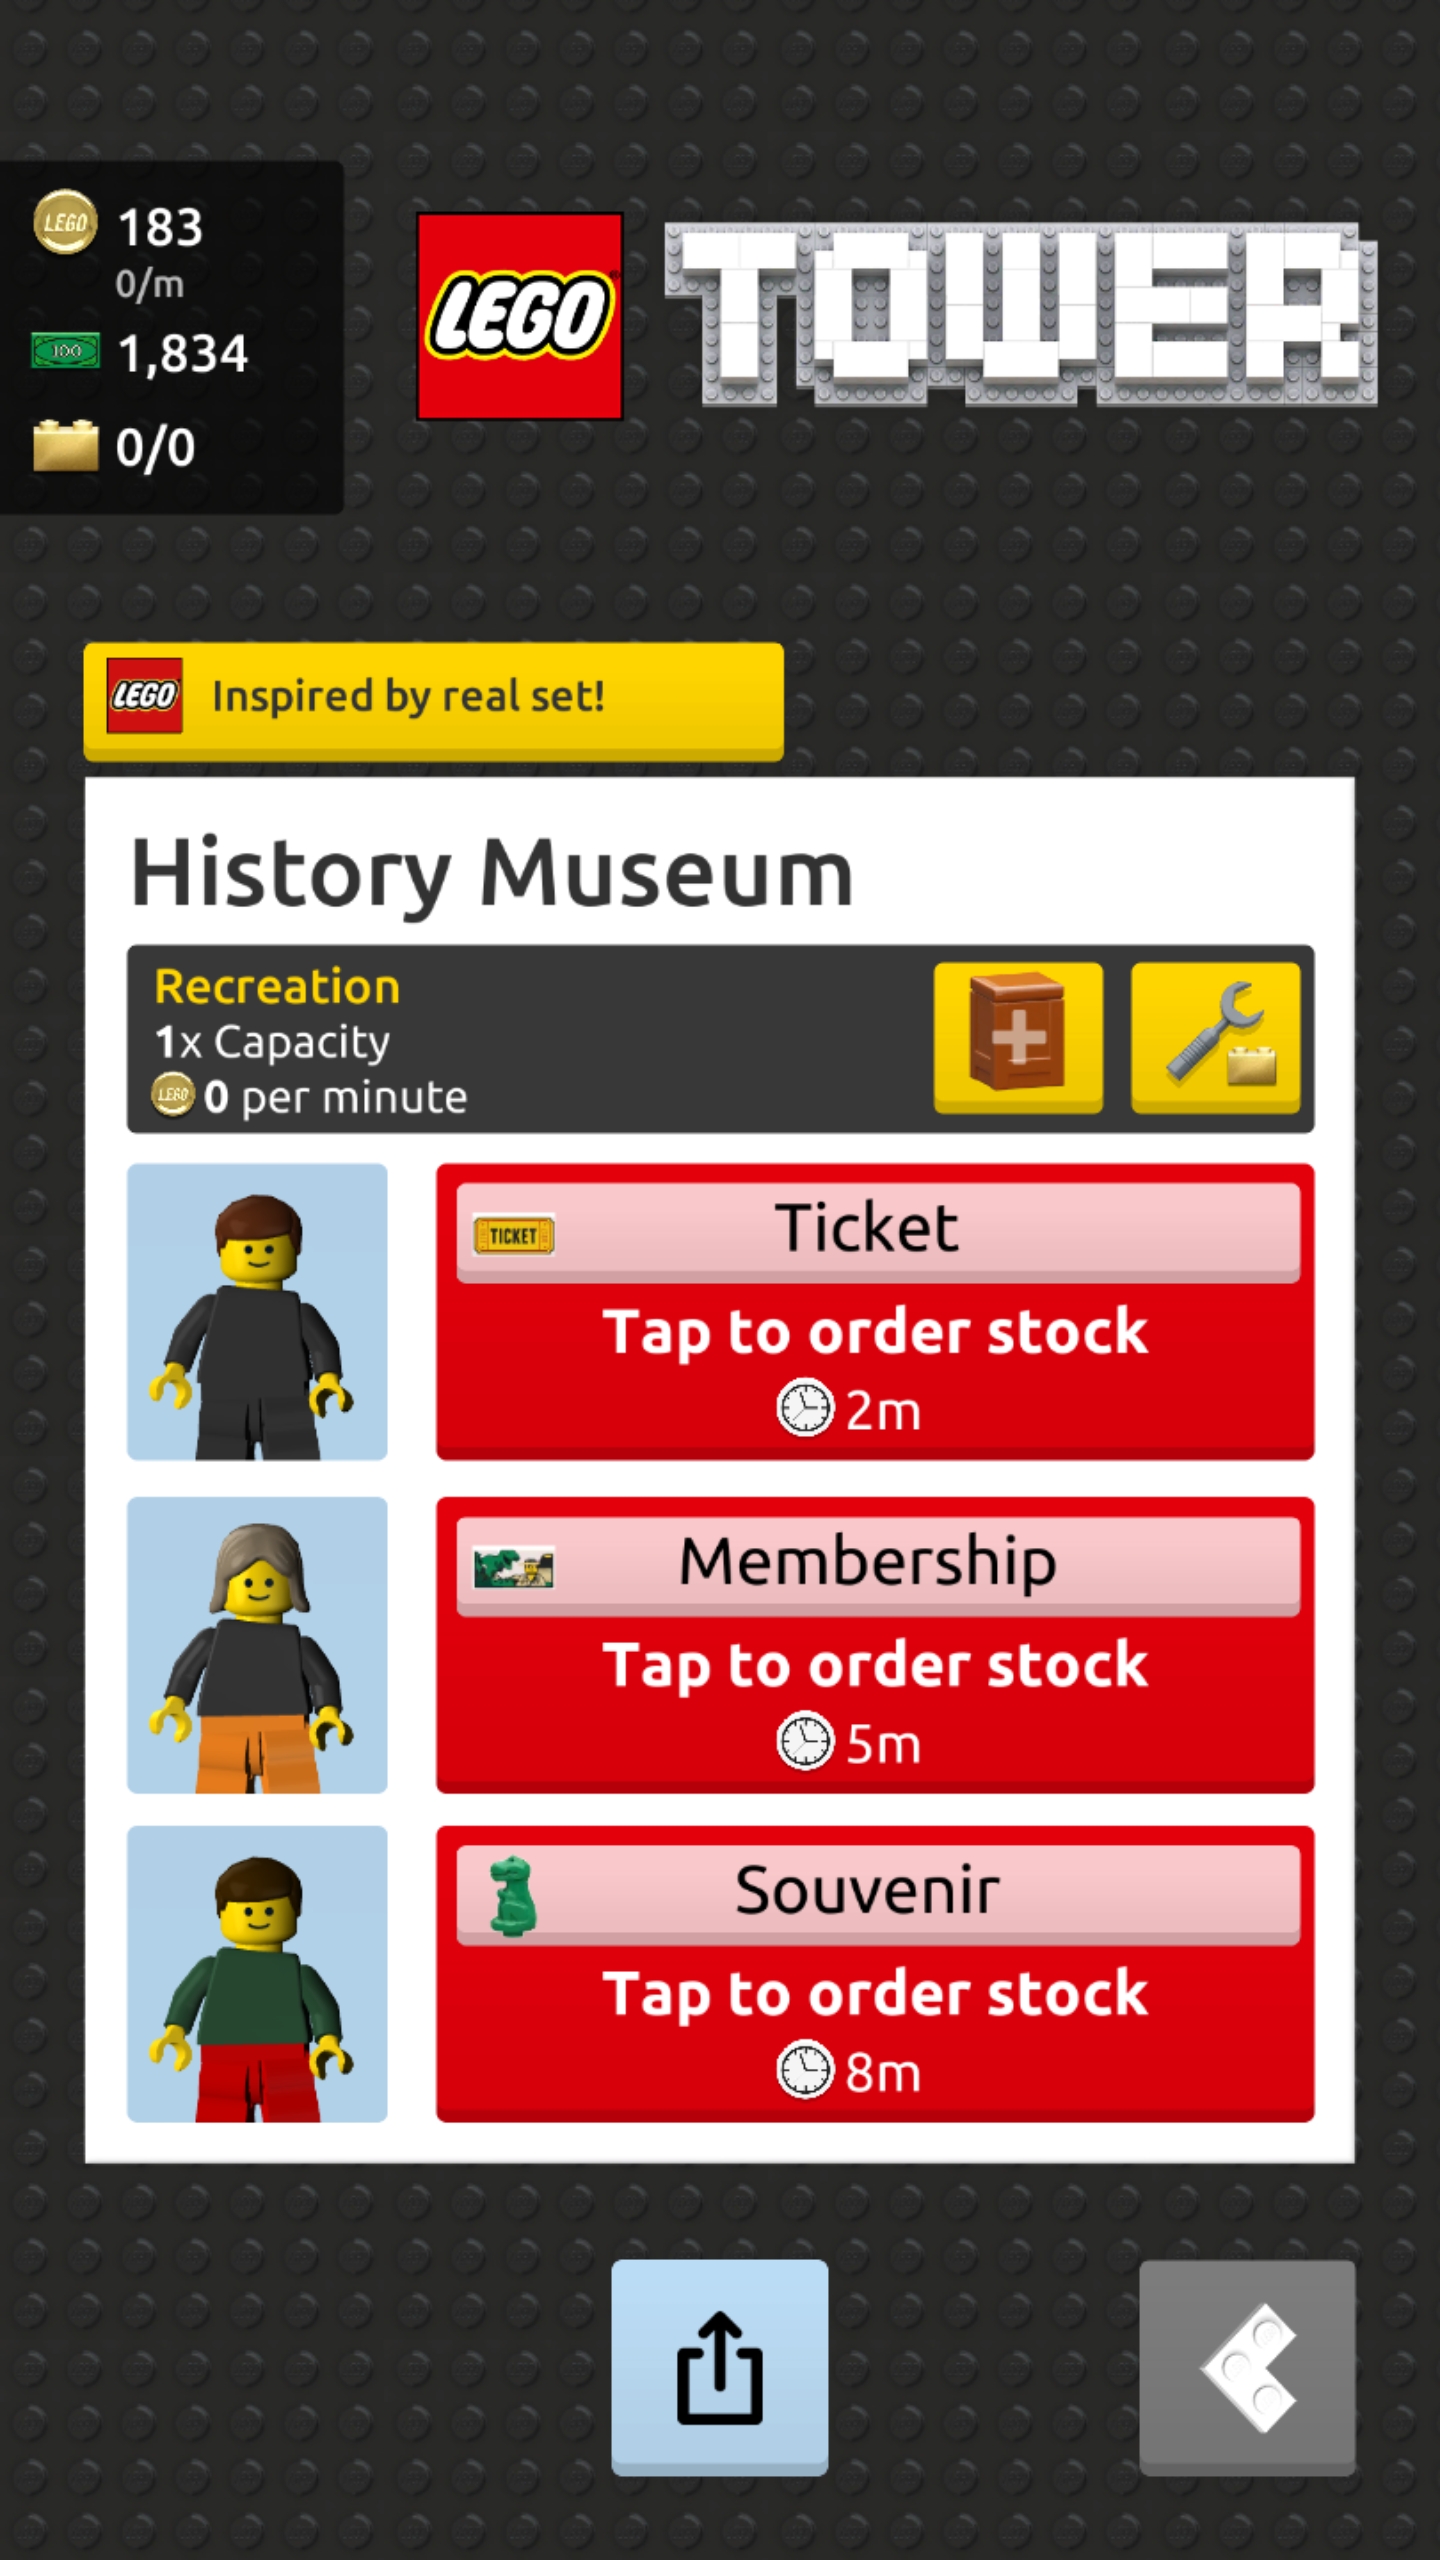 LEGO
183
0/m
100
1,834
0/0
LEGO
TOWER
LEGO
Inspired by real set!
History Museum
Recreation
1x Capacity
LEGO
0 per minute
TICKET
Ticket
Tap to order stock
2m
Membership
Tap to order stock
5m
Souvenir
Tap to order stock
8m